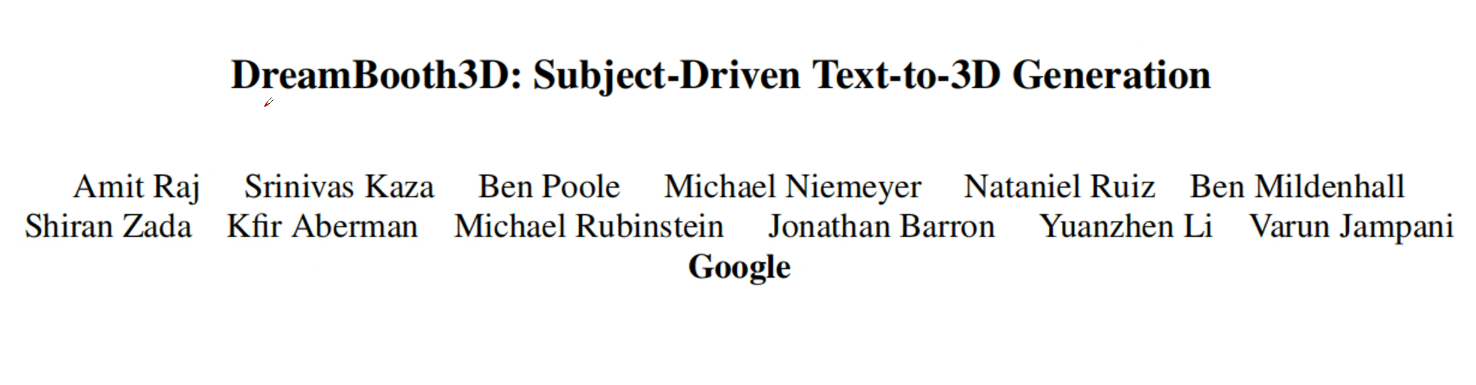 DreamBooth3D: Subject-Driven Text-to-3D Generation
Amit Raj Srinivas Kaza Ben Poole Michael Niemeyer Nataniel Ruiz Ben Mildenhall
Shiran Zada Kfir Aberman Michael Rubinstein Jonathan Barron Yuanzhen Li Varun Jampani
Google